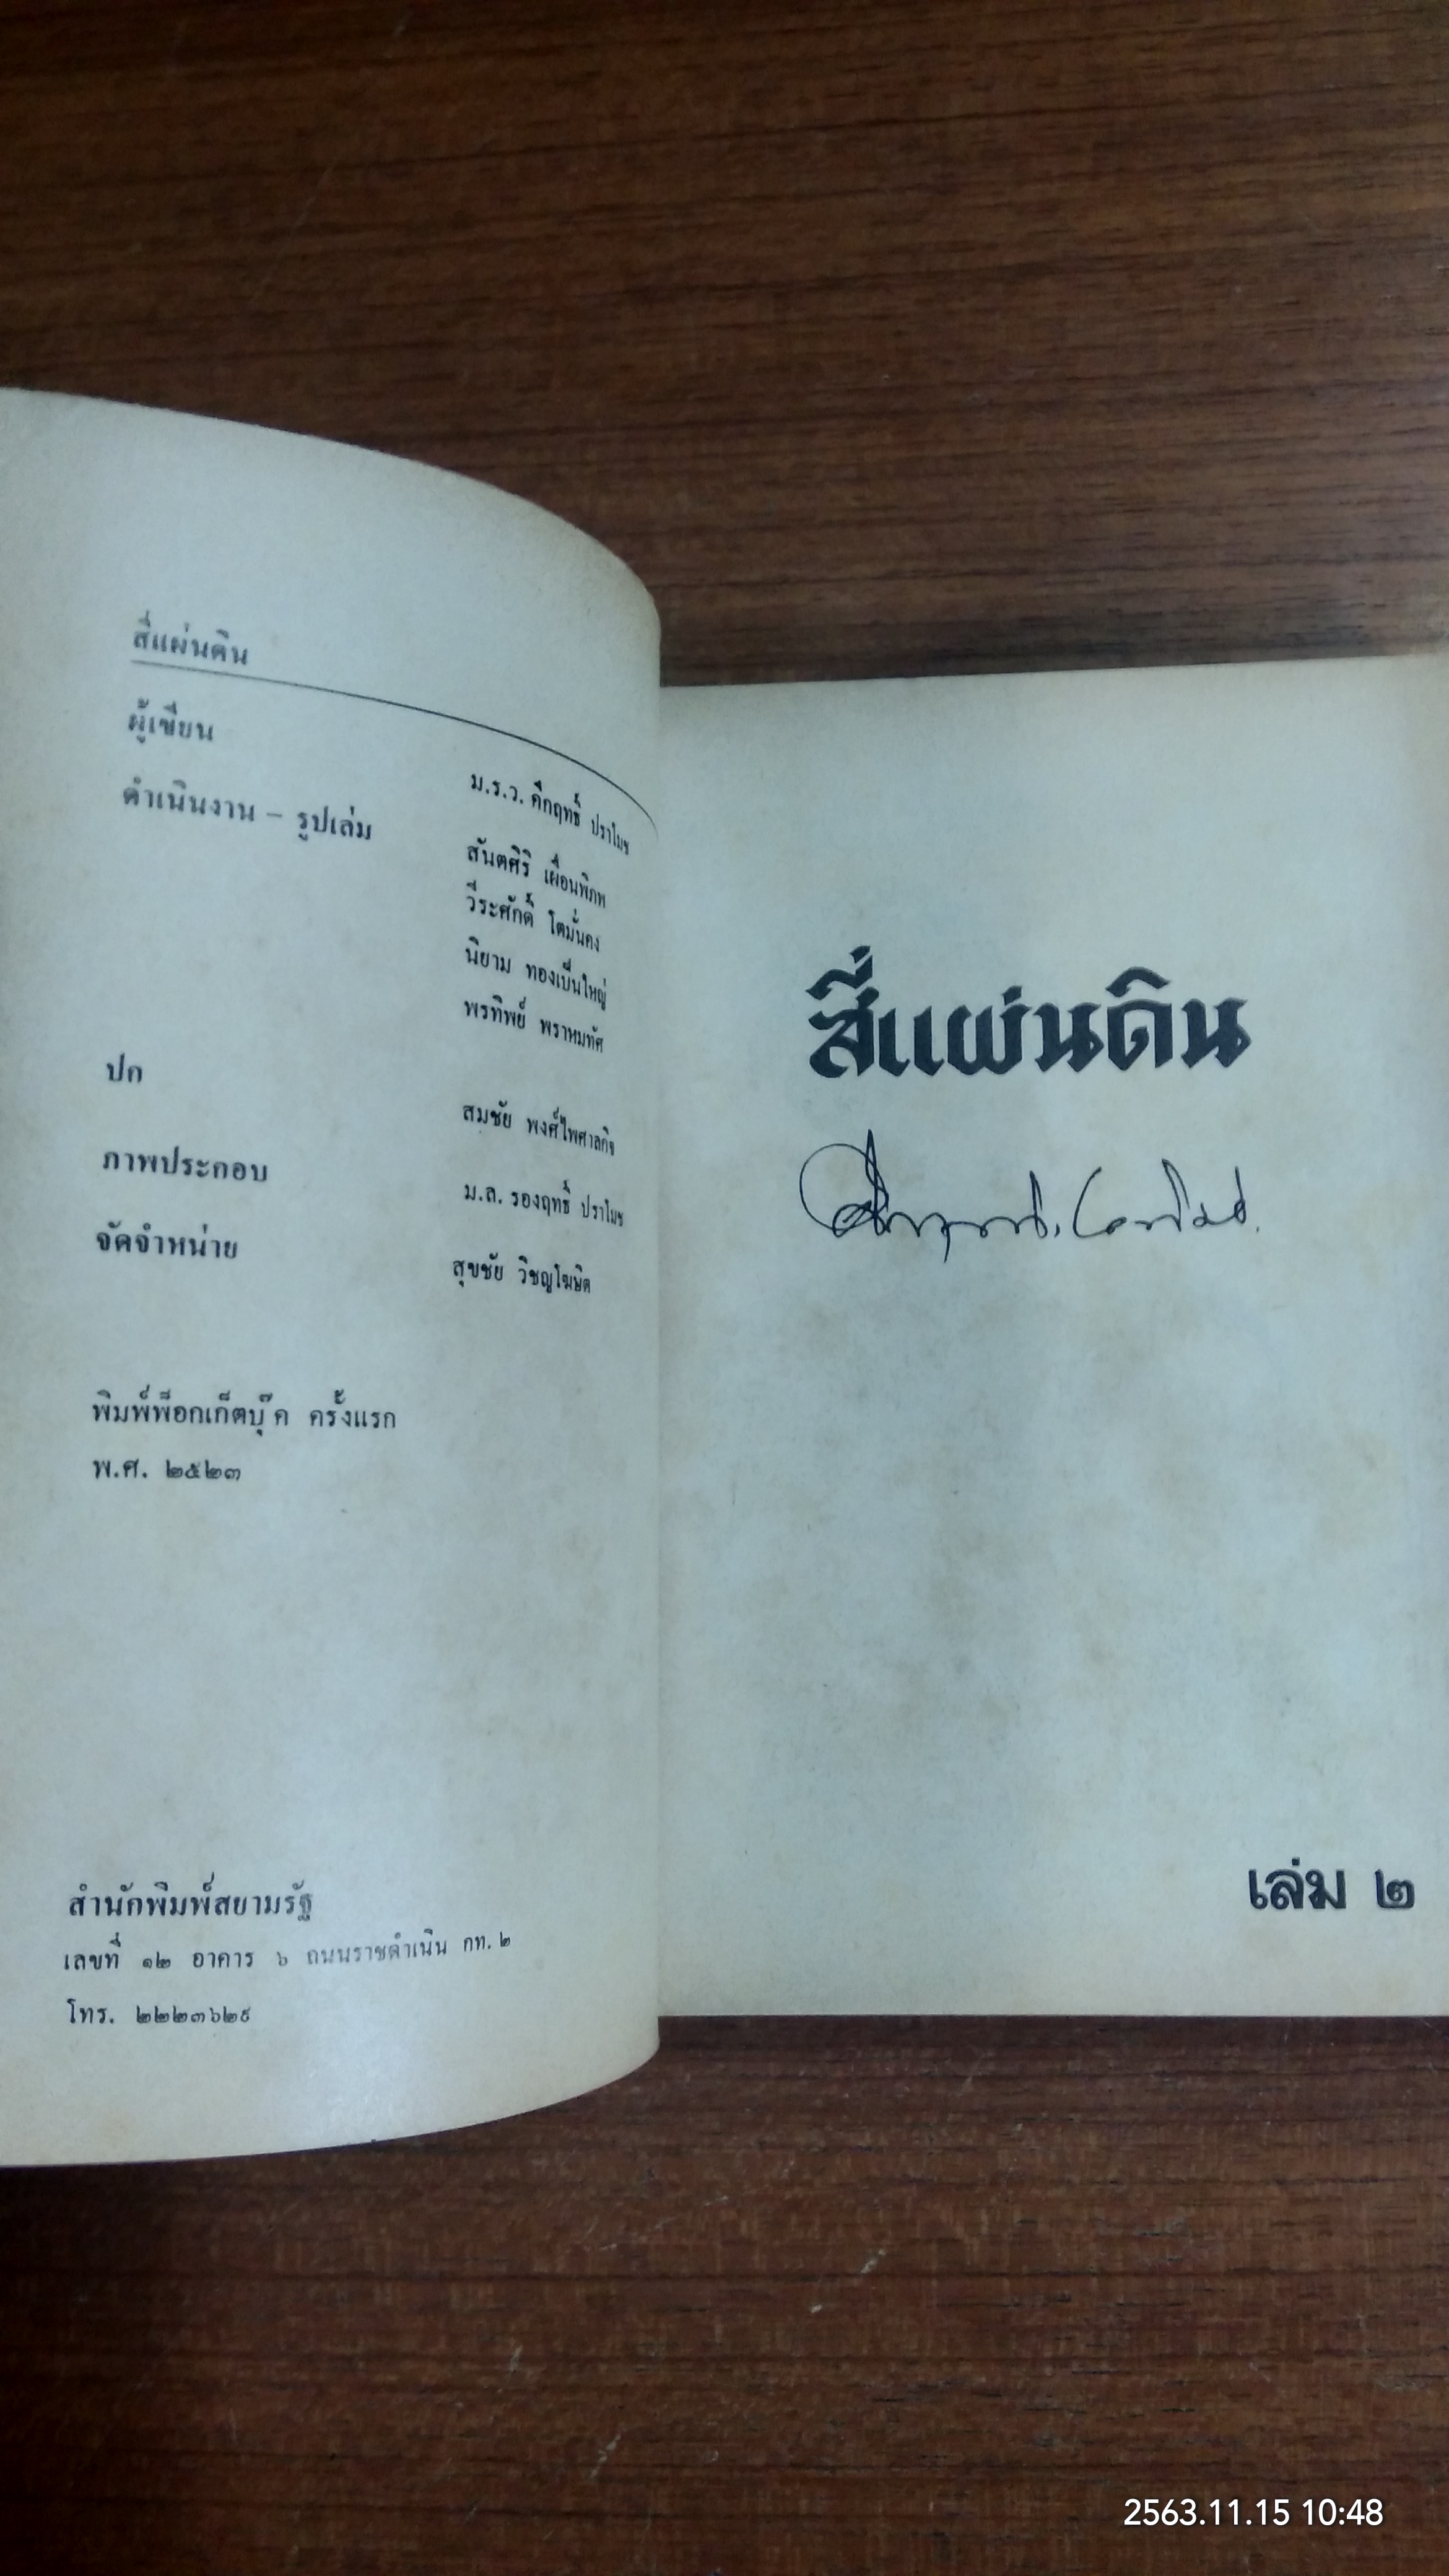 สี่แผ่นดิน
ผู้เขียน ม.ร.ว. คึกฤทธิ์ ปราโมช
ดำเนินงาน – รูปเล่ม สันตศิริ เผื่อนพิภพ
วีระศักดิ์ โตมั่นคง
นิยาม ทองเป็นใหญ่
พรทิพย์ พราหมทัศ
ปก สมชัย พงศ์ไพศาลกิจ
ภาพประกอบ ม.ล. รองฤทธิ์ ปราโมช
จัดจำหน่าย สุขชัย วิชญโฆษิต
พิมพ์พ็อกเก็ตบุ๊ค ครั้งแรก
พ.ศ. ๒๕๒๓
สำนักพิมพ์สยามรัฐ
เลขที่ ๑๒ อาคาร ๖ ถนนราชดำเนิน กท. ๒
โทร. ๒๒๒๓๖๒๙
สี่แผ่นดิน
เล่ม ๒
2563.11.15 10:48